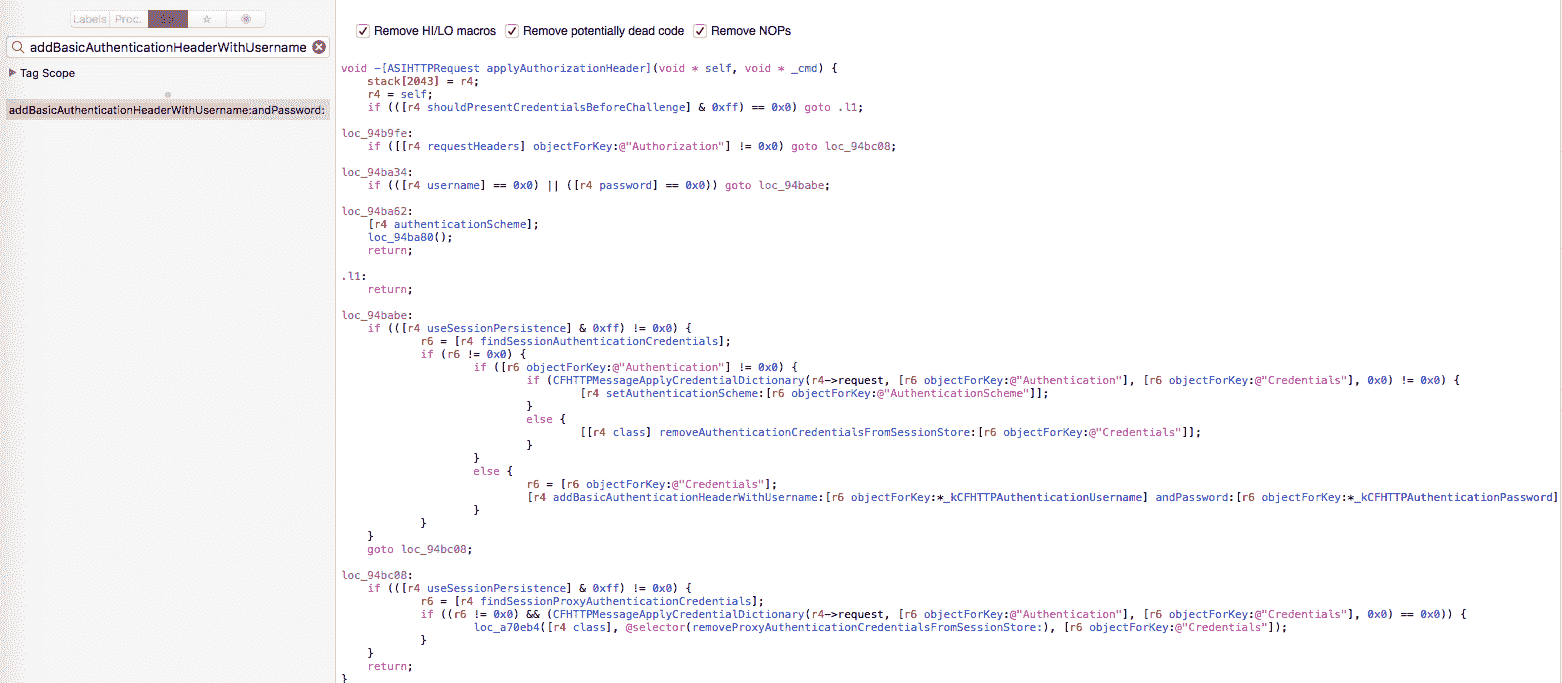 Labels Proc. Str ☆
Remove HI/LO macros Remove potentially dead code Remove NOPs
addBasicAuthenticationHeaderWithUsername
Tag Scope
addBasicAuthenticationHeaderWithUsername:andPassword:
void -[ASIHTTPRequest applyAuthorizationHeader](void * self, void * _cmd) {
stack[2043] = r4;
r4 = self;
if (([r4 shouldPresentCredentialsBeforeChallenge] & 0xff) == 0x0) goto .l1;
loc_94b9fe:
if ([[r4 requestHeaders] objectForKey:@"Authorization"] != 0x0) goto loc_94bc08;
loc_94ba34:
if (([r4 username] == 0x0) || ([r4 password] == 0x0)) goto loc_94babe;
loc_94ba62:
[r4 authenticationScheme];
loc_94ba80();
return;
.l1:
return;
loc_94babe:
if (([r4 useSessionPersistence] & 0xff) != 0x0) {
r6 = [r4 findSessionAuthenticationCredentials];
if (r6 != 0x0) {
if ([r6 objectForKey:@"Authentication"] != 0x0) {
if (CFHTTPMessageApplyCredentialDictionary(r4->request, [r6 objectForKey:@"Authentication"], [r6 objectForKey:@"Credentials"], 0x0) != 0x0) {
[r4 setAuthenticationScheme:[r6 objectForKey:@"AuthenticationScheme"]];
}
else {
[[r4 class] removeAuthenticationCredentialsFromSessionStore:[r6 objectForKey:@"Credentials"]];
}
}
else {
r6 = [r6 objectForKey:@"Credentials"];
[r4 addBasicAuthenticationHeaderWithUsername:[r6 objectForKey:*_kCFHTTPAuthenticationUsername] andPassword:[r6 objectForKey:*_kCFHTTPAuthenticationPassword]
}
}
}
goto loc_94bc08;
loc_94bc08:
if (([r4 useSessionPersistence] & 0xff) != 0x0) {
r6 = [r4 findSessionProxyAuthenticationCredentials];
if ((r6 != 0x0) && (CFHTTPMessageApplyCredentialDictionary(r4->request, [r6 objectForKey:@"Authentication"], [r6 objectForKey:@"Credentials"], 0x0) == 0x0)) {
loc_a70eb4([r4 class], @selector(removeProxyAuthenticationCredentialsFromSessionStore:), [r6 objectForKey:@"Credentials"]);
}
}
return;
}